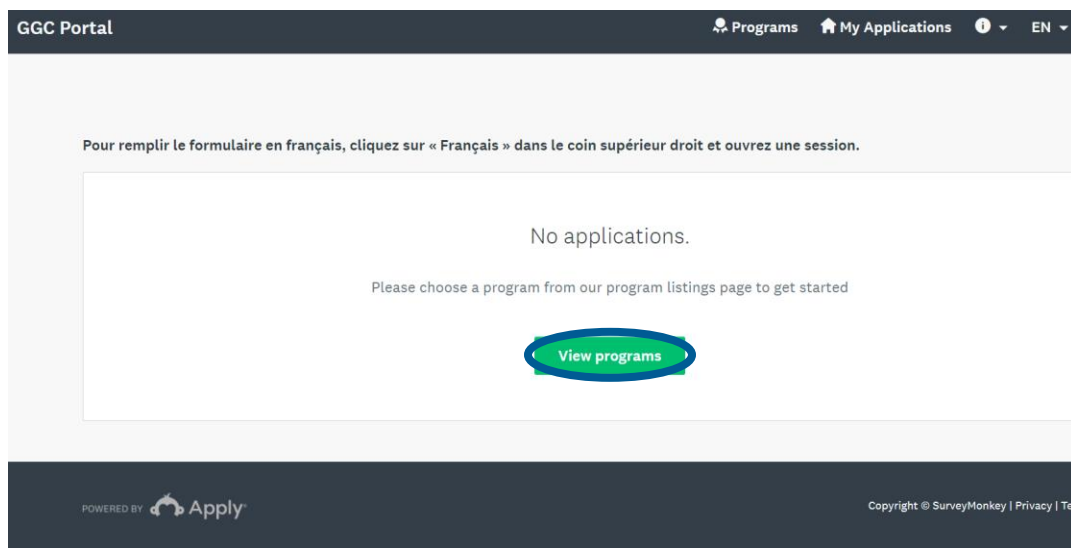 GGC Portal Programs My Applications EN
Pour remplir le formulaire en français, cliquez sur « Français » dans le coin supérieur droit et ouvrez une session.
No applications.
Please choose a program from our program listings page to get started
View programs
POWERED BY Apply Copyright © SurveyMonkey | Privacy |